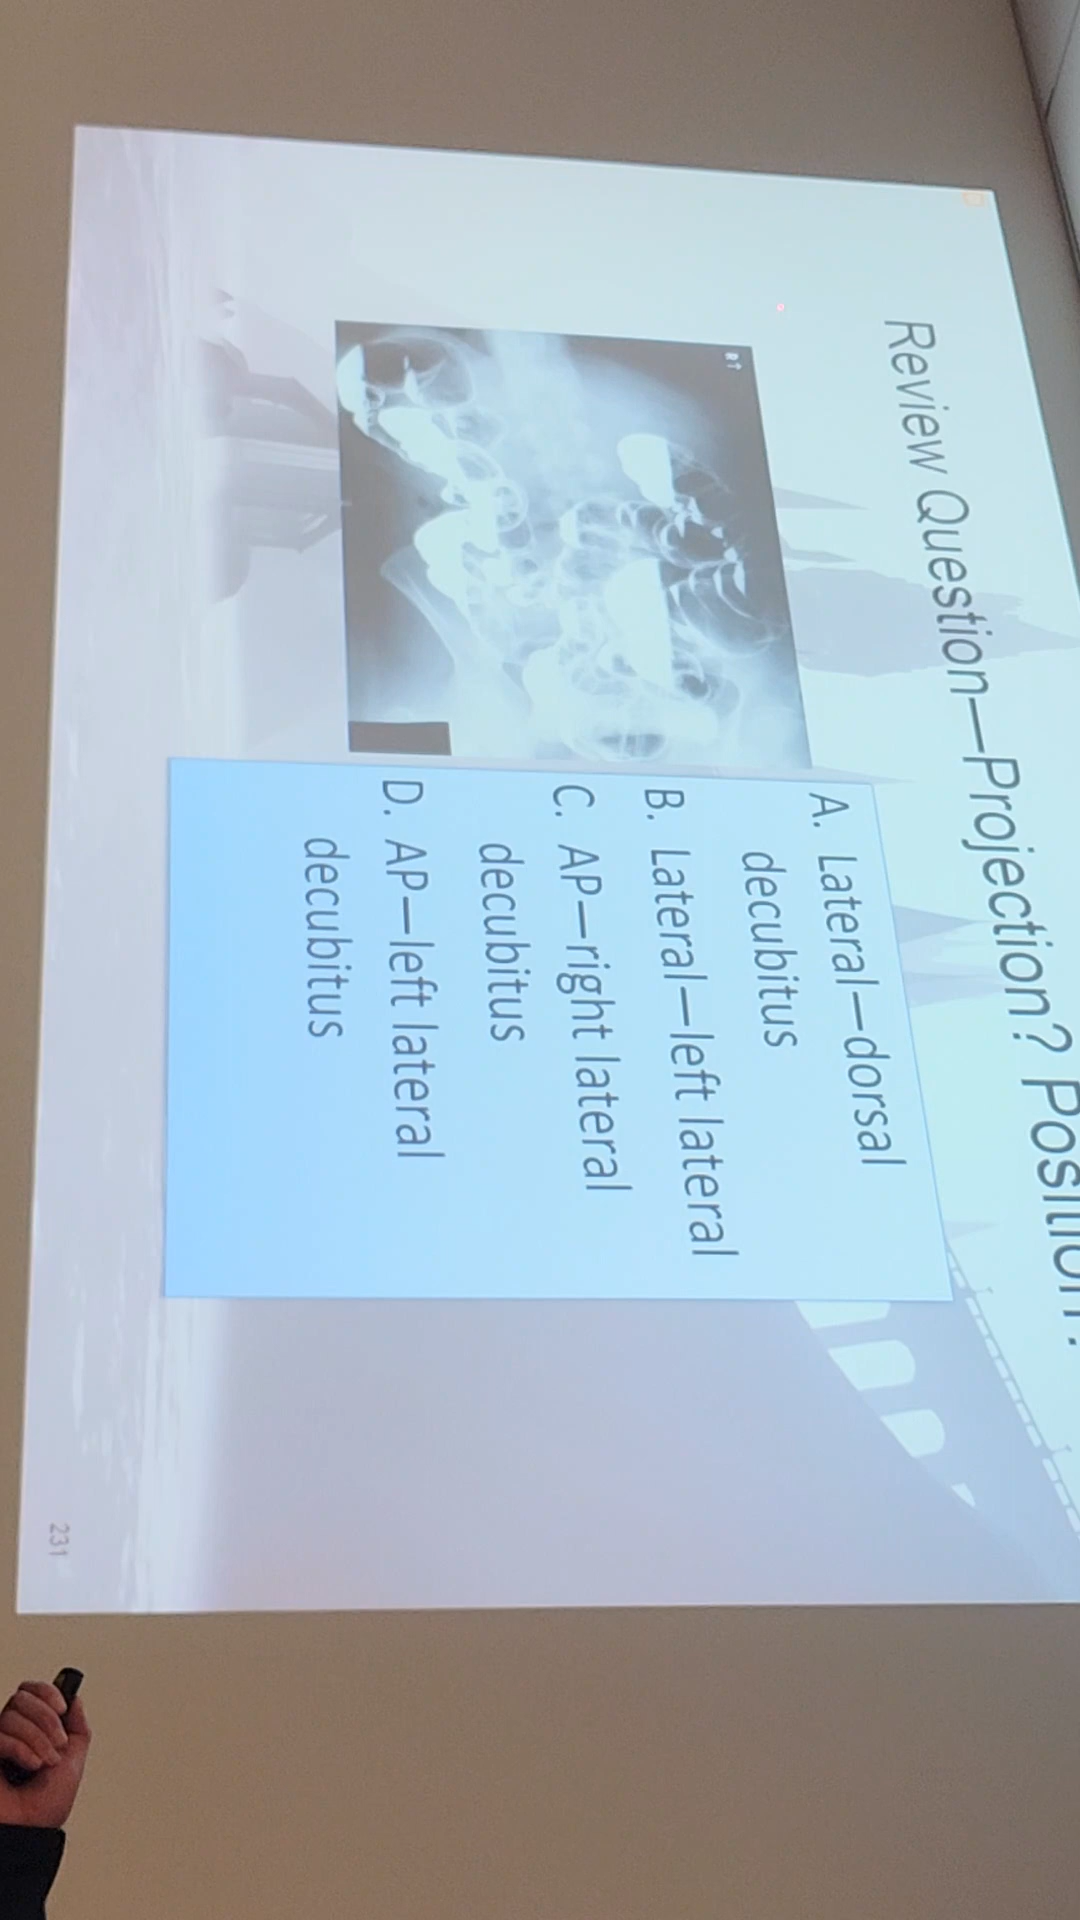 Review Question—Projection? Position?
R↑
A. Lateral—dorsal
decubitus
B. Lateral—left lateral
C. AP—right lateral
decubitus
D. AP—left lateral
decubitus
231